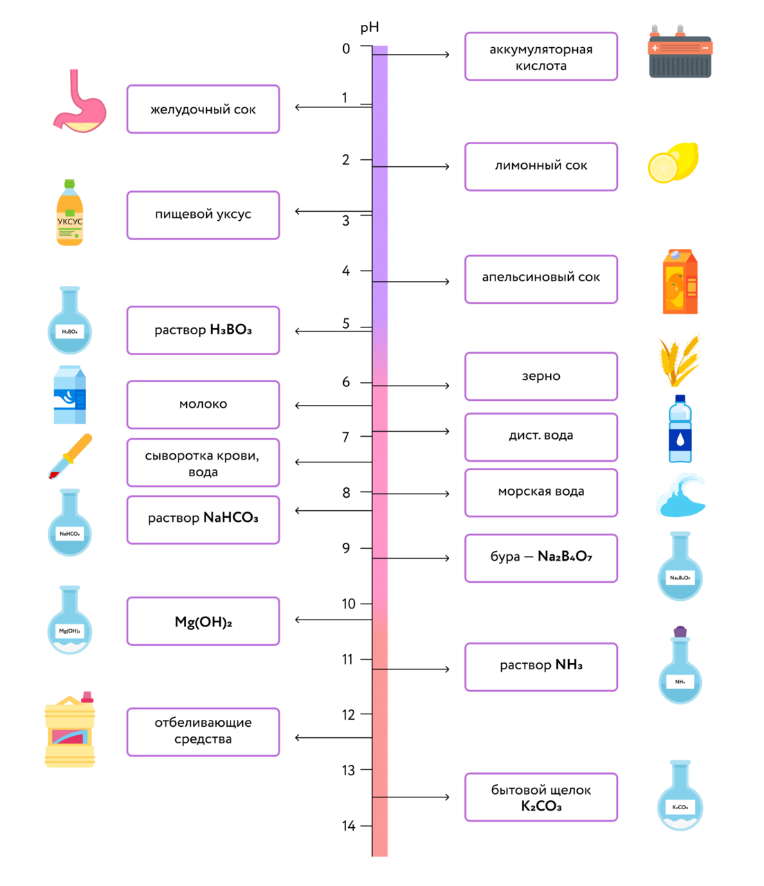 pH
0
аккумуляторная
кислота
1
желудочный сок
2
лимонный сок
УКСУС
пищевой уксус
3
4
апельсиновый сок
5
H₃BO₃
раствор H₃BO₃
6
зерно
молоко
7
дист. вода
сыворотка крови,
вода
8
морская вода
NaHCO₃
раствор NaHCO₃
9
бура — Na₂B₄O₇
Na₂B₄O₇
10
Mg(OH)₂
Mg(OH)₂
11
раствор NH₃
NH₃
12
отбеливающие
средства
13
бытовой щелок
K₂CO₃
K₂CO₃
14